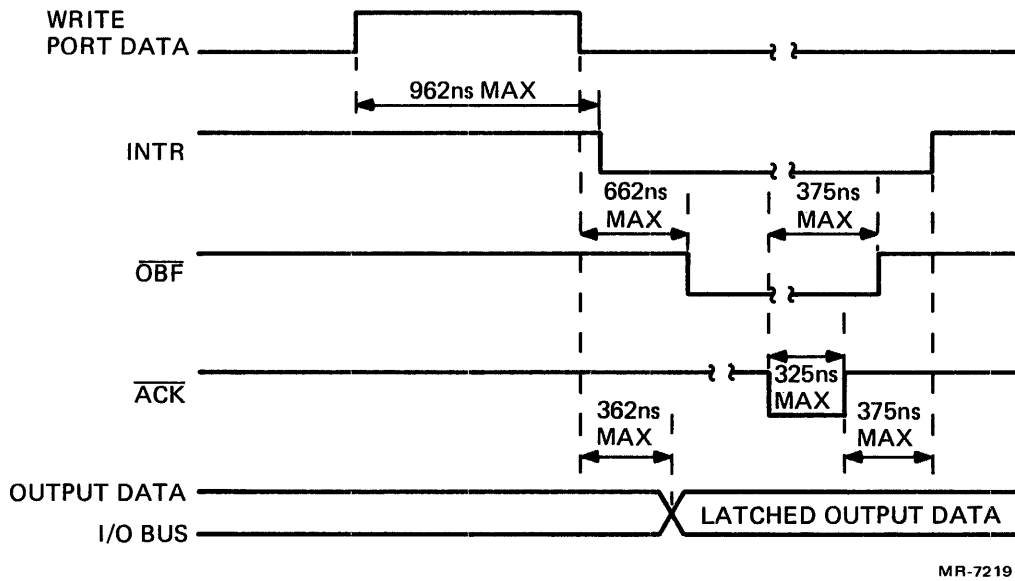 WRITE
PORT DATA
962ns MAX
INTR
662ns
MAX
375ns
MAX
OBF
ACK
325ns
MAX
362ns
MAX
375ns
MAX
OUTPUT DATA
LATCHED OUTPUT DATA
I/O BUS
MR-7219